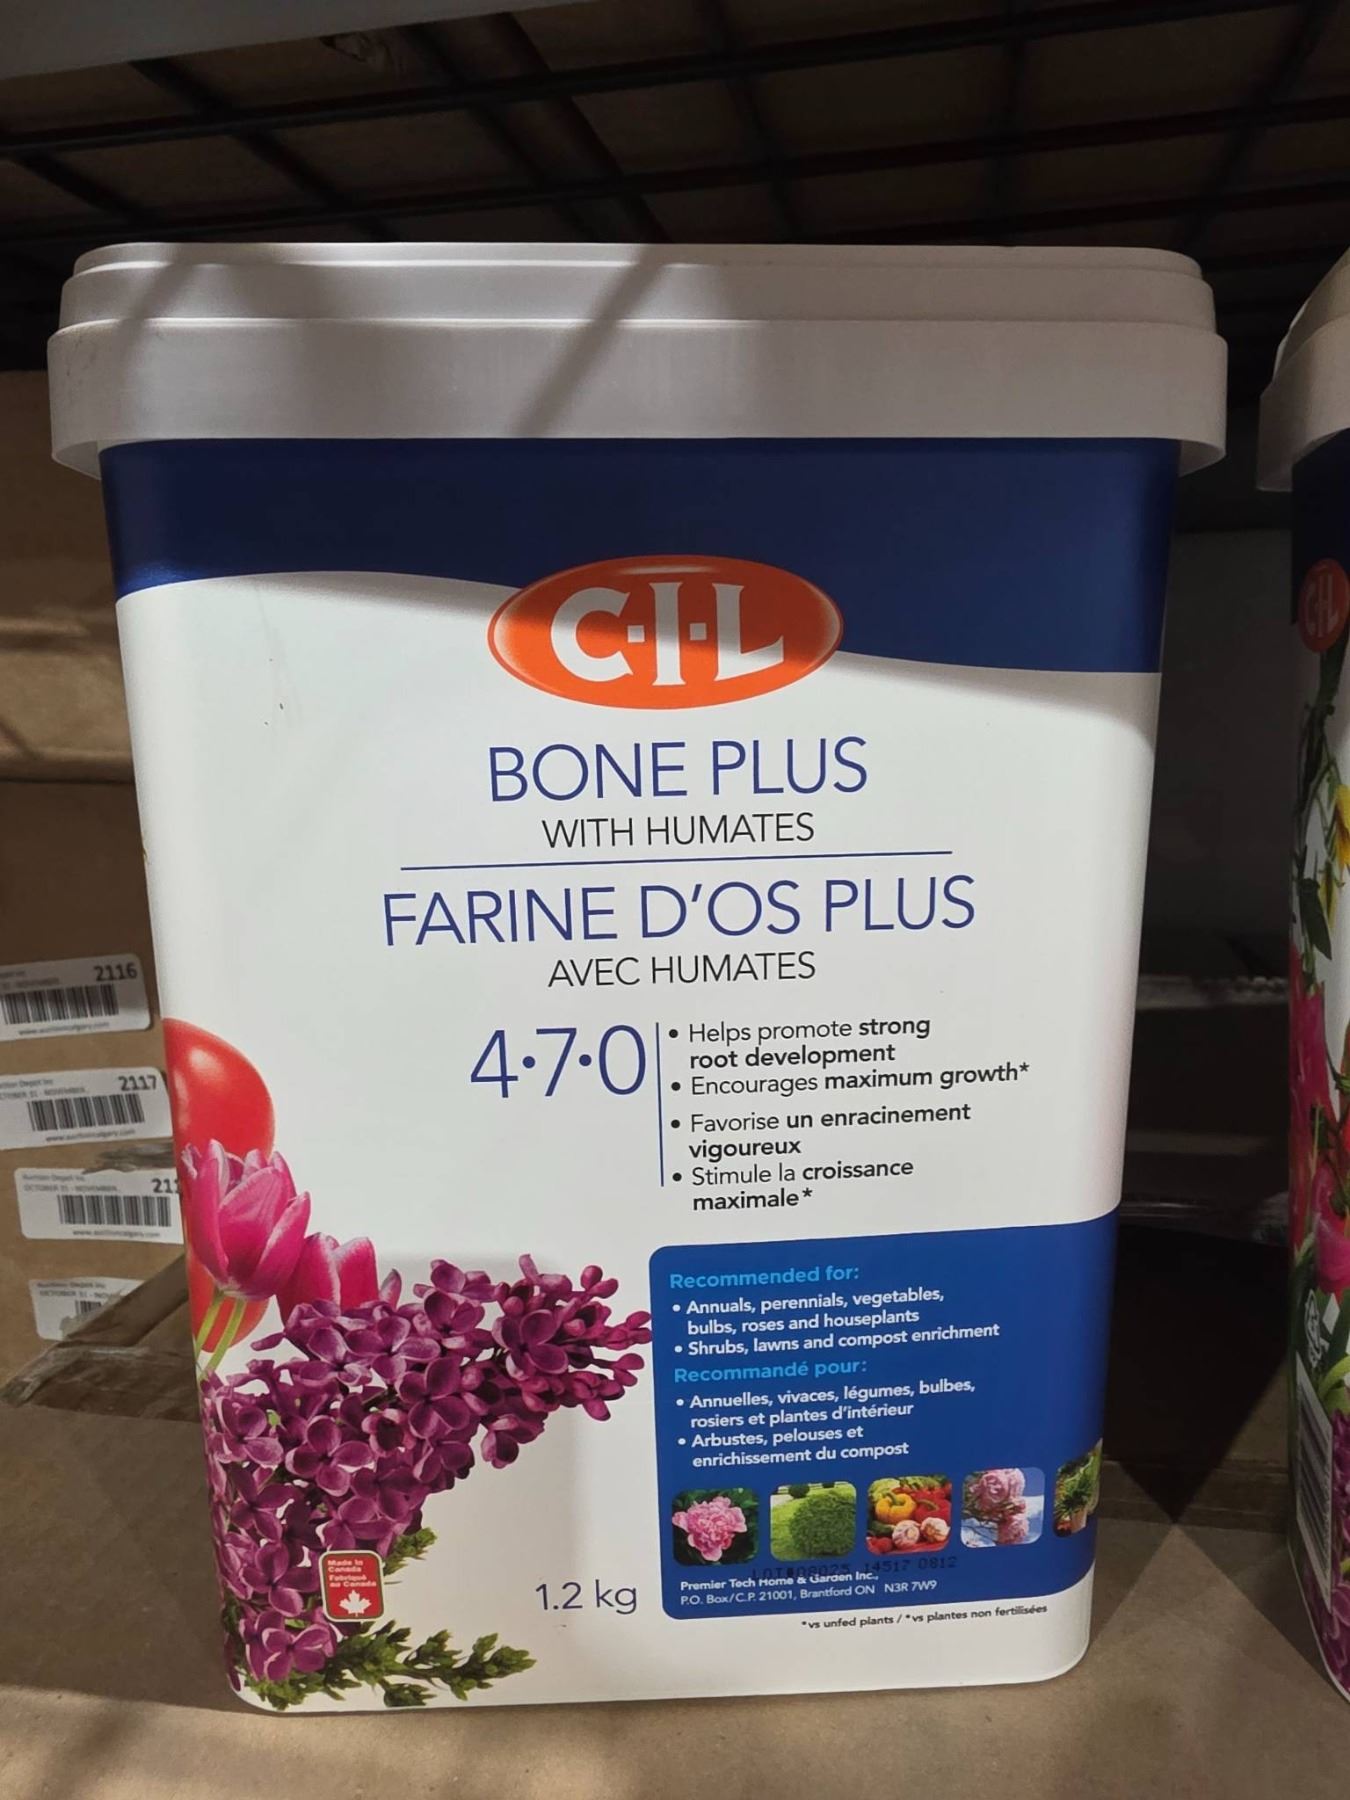 C·I·L
BONE PLUS
WITH HUMATES
FARINE D'OS PLUS
AVEC HUMATES
4·7·0
• Helps promote strong
root development
• Encourages maximum growth*
• Favorise un enracinement
vigoureux
• Stimule la croissance
maximale*
Recommended for:
• Annuals, perennials, vegetables,
bulbs, roses and houseplants
• Shrubs, lawns and compost enrichment
Recommandé pour:
• Annuelles, vivaces, légumes, bulbes,
rosiers et plantes d'intérieur
• Arbustes, pelouses et
enrichissement du compost
14517 0812
Premier Tech Home & Garden Inc.,
P.O. Box/C.P. 21001, Brantford ON N3R 7W9
*vs unfed plants / *vs plantes non fertilisées
1.2 kg
Made in
Canada
Fabriqué
au Canada
2116
2117
C·I·L